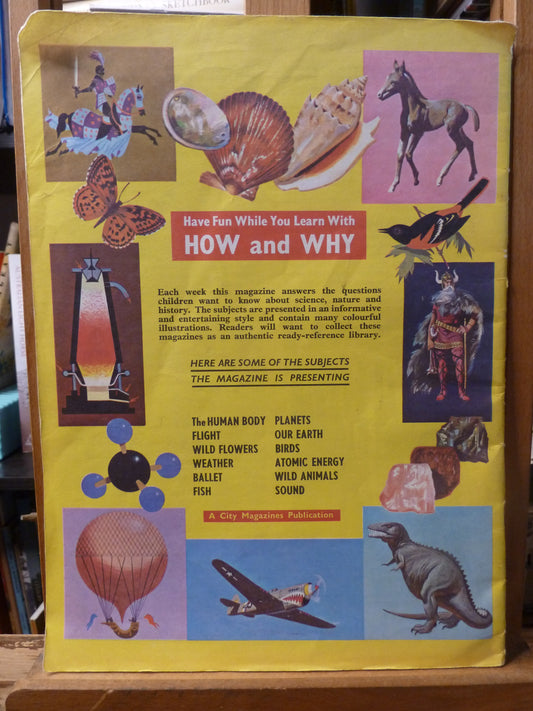 SKETCHBOOK
Have Fun While You Learn With
HOW and WHY
Each week this magazine answers the questions
children want to know about science, nature and
history. The subjects are presented in an informative
and entertaining style and contain many colourful
illustrations. Readers will want to collect these
magazines as an authentic ready-reference library.
HERE ARE SOME OF THE SUBJECTS
THE MAGAZINE IS PRESENTING
The HUMAN BODY
FLIGHT
WILD FLOWERS
WEATHER
BALLET
FISH
PLANETS
OUR EARTH
BIRDS
ATOMIC ENERGY
WILD ANIMALS
SOUND
A City Magazines Publication